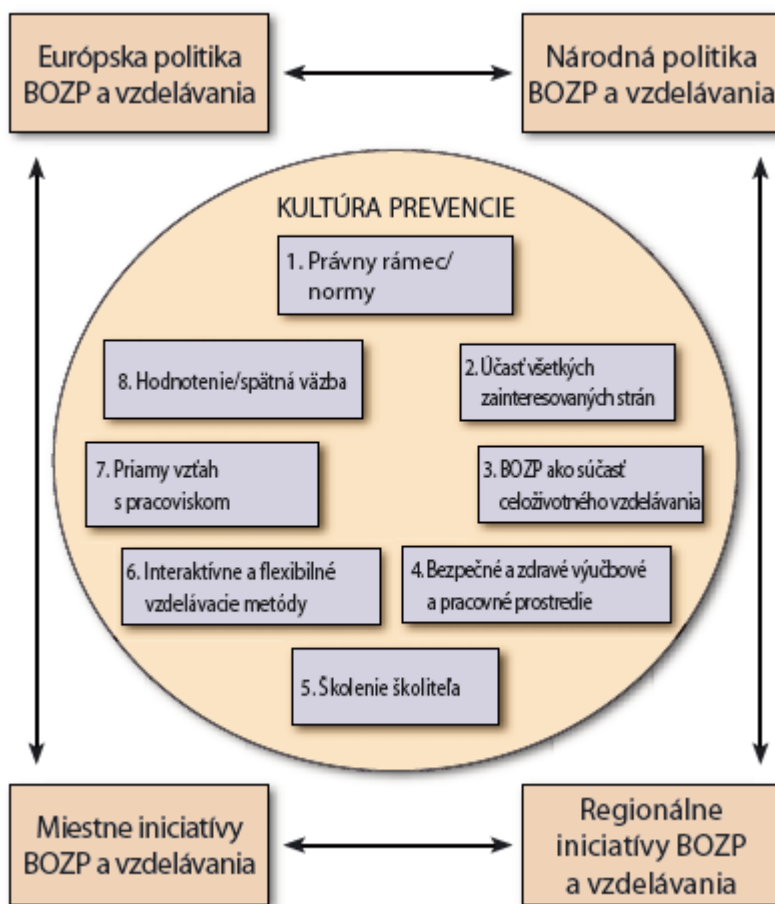 Európska politika
BOZP a vzdelávania
Národná politika
BOZP a vzdelávania
KULTÚRA PREVENCIE
1. Právny rámec/
normy
8. Hodnotenie/spätná väzba
2. Účasť všetkých
zainteresovaných strán
7. Priamy vzťah
s pracoviskom
3. BOZP ako súčasť
celoživotného vzdelávania
6. Interaktívne a flexibilné
vzdelávacie metódy
4. Bezpečné a zdravé výučbové
a pracovné prostredie
5. Školenie školiteľa
Miestne iniciatívy
BOZP a vzdelávania
Regionálne
iniciatívy BOZP
a vzdelávania